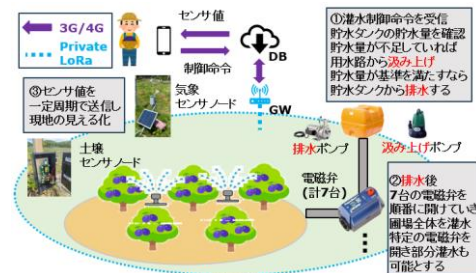 3G/4G
Private
LoRa
センサ値
制御命令
DB
GW
気象
センサノード
①灌水制御命令を受信
貯水タンクの貯水量を確認
貯水量が不足していれば
用水路から汲み上げ
貯水量が基準を満たすなら
貯水タンクから排水する
③センサ値を
一定周期で送信し
現地の見える化
土壌
センサノード
排水ポンプ
汲み上げポンプ
電磁弁
(計7台)
②排水後
7台の電磁弁を
順番に開けていき
圃場全体を灌水
特定の電磁弁を
開き部分灌水も
可能とする